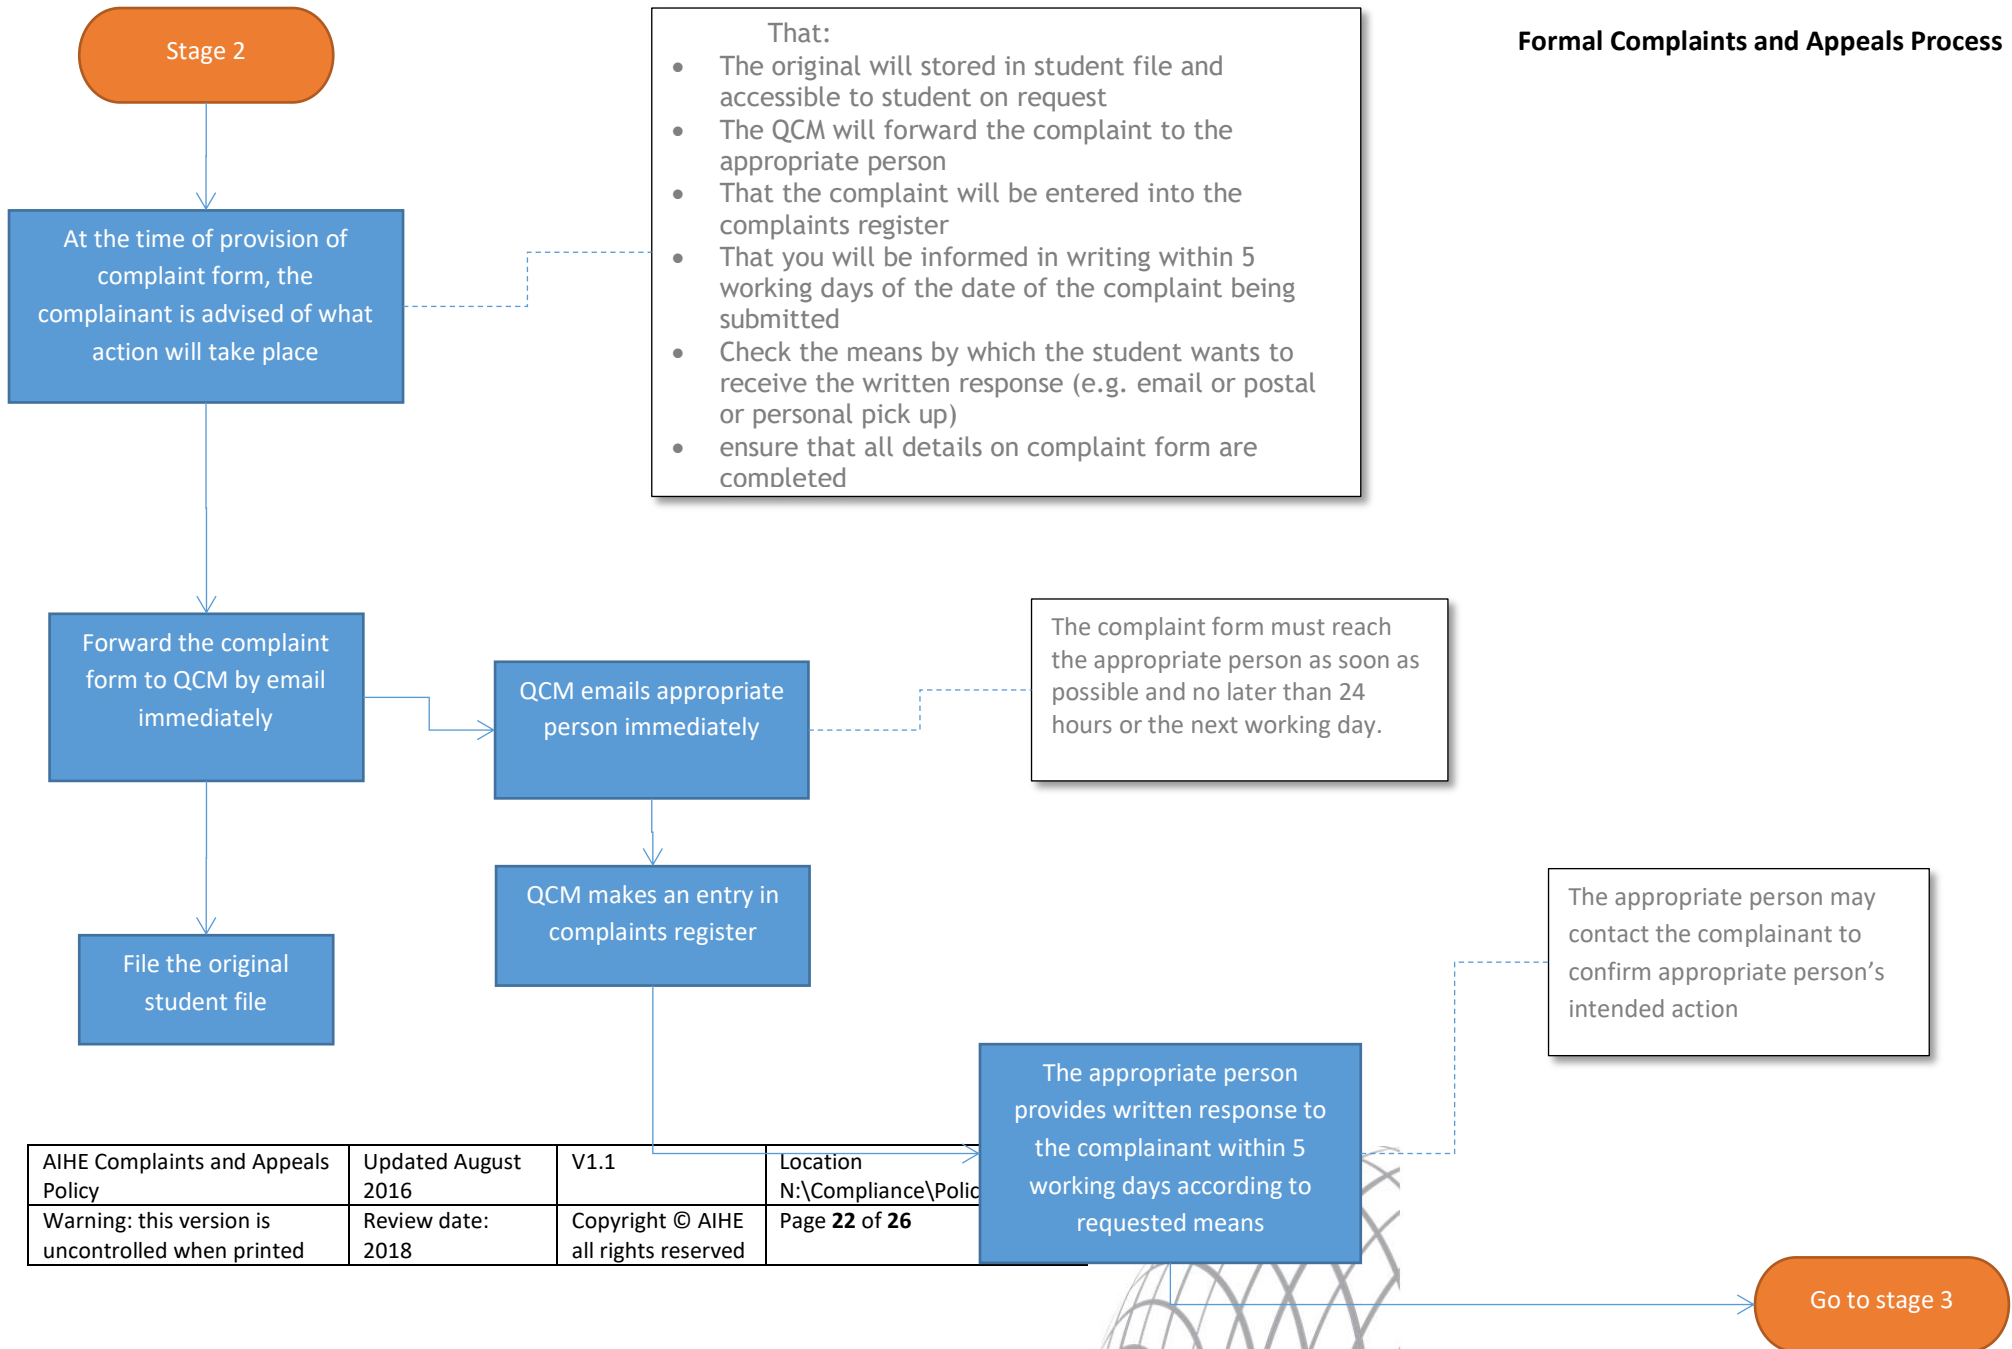 Stage 2
Formal Complaints and Appeals Process
That:
• The original will stored in student file and
accessible to student on request
• The QCM will forward the complaint to the
appropriate person
• That the complaint will be entered into the
complaints register
• That you will be informed in writing within 5
working days of the date of the complaint being
submitted
• Check the means by which the student wants to
receive the written response (e.g. email or postal
or personal pick up)
• ensure that all details on complaint form are
completed
At the time of provision of
complaint form, the
complainant is advised of what
action will take place
Forward the complaint
form to QCM by email
immediately
QCM emails appropriate
person immediately
The complaint form must reach
the appropriate person as soon as
possible and no later than 24
hours or the next working day.
QCM makes an entry in
complaints register
File the original
student file
The appropriate person may
contact the complainant to
confirm appropriate person’s
intended action
The appropriate person
provides written response to
the complainant within 5
working days according to
requested means
AIHE Complaints and Appeals
Policy
Updated August
2016
V1.1
Location
N:\Compliance\Polic
Warning: this version is
uncontrolled when printed
Review date:
2018
Copyright © AIHE
all rights reserved
Page 22 of 26
Go to stage 3